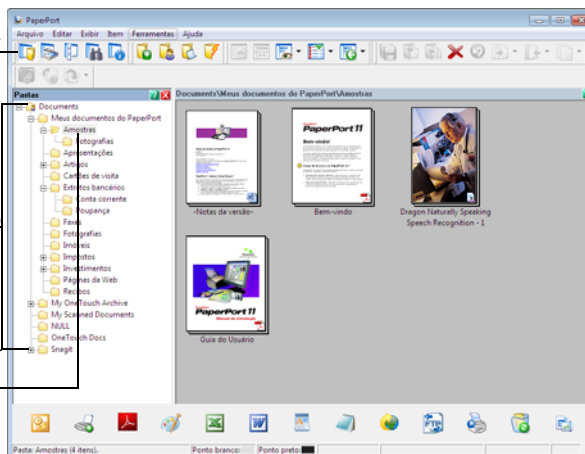 PaperPort
Arquivo Editar Exibir Item Ferramentas Ajuda
Pastas
Documents\Meus documentos do PaperPort\Amostras
Documents
Meus documentos do PaperPort
Amostras
Fotografias
Apresentações
Artigos
Cartões de visita
Extratos bancários
Conta corrente
Poupança
Faxes
Fotografias
Imóveis
Impostos
Investimentos
Páginas da Web
Recibos
My OneTouch Archive
My Scanned Documents
NULL
OneTouch Docs
Snagit
PaperPort 11
Bem-vindo!
-Notas da versão-
Bem-vindo
Dragon Naturally Speaking
Speech Recognition - 1
PaperPort 11
Manual de introdução
Guia do Usuário
FTP
Pasta: Amostras (4 itens).
Ponto branco:
Ponto preto: